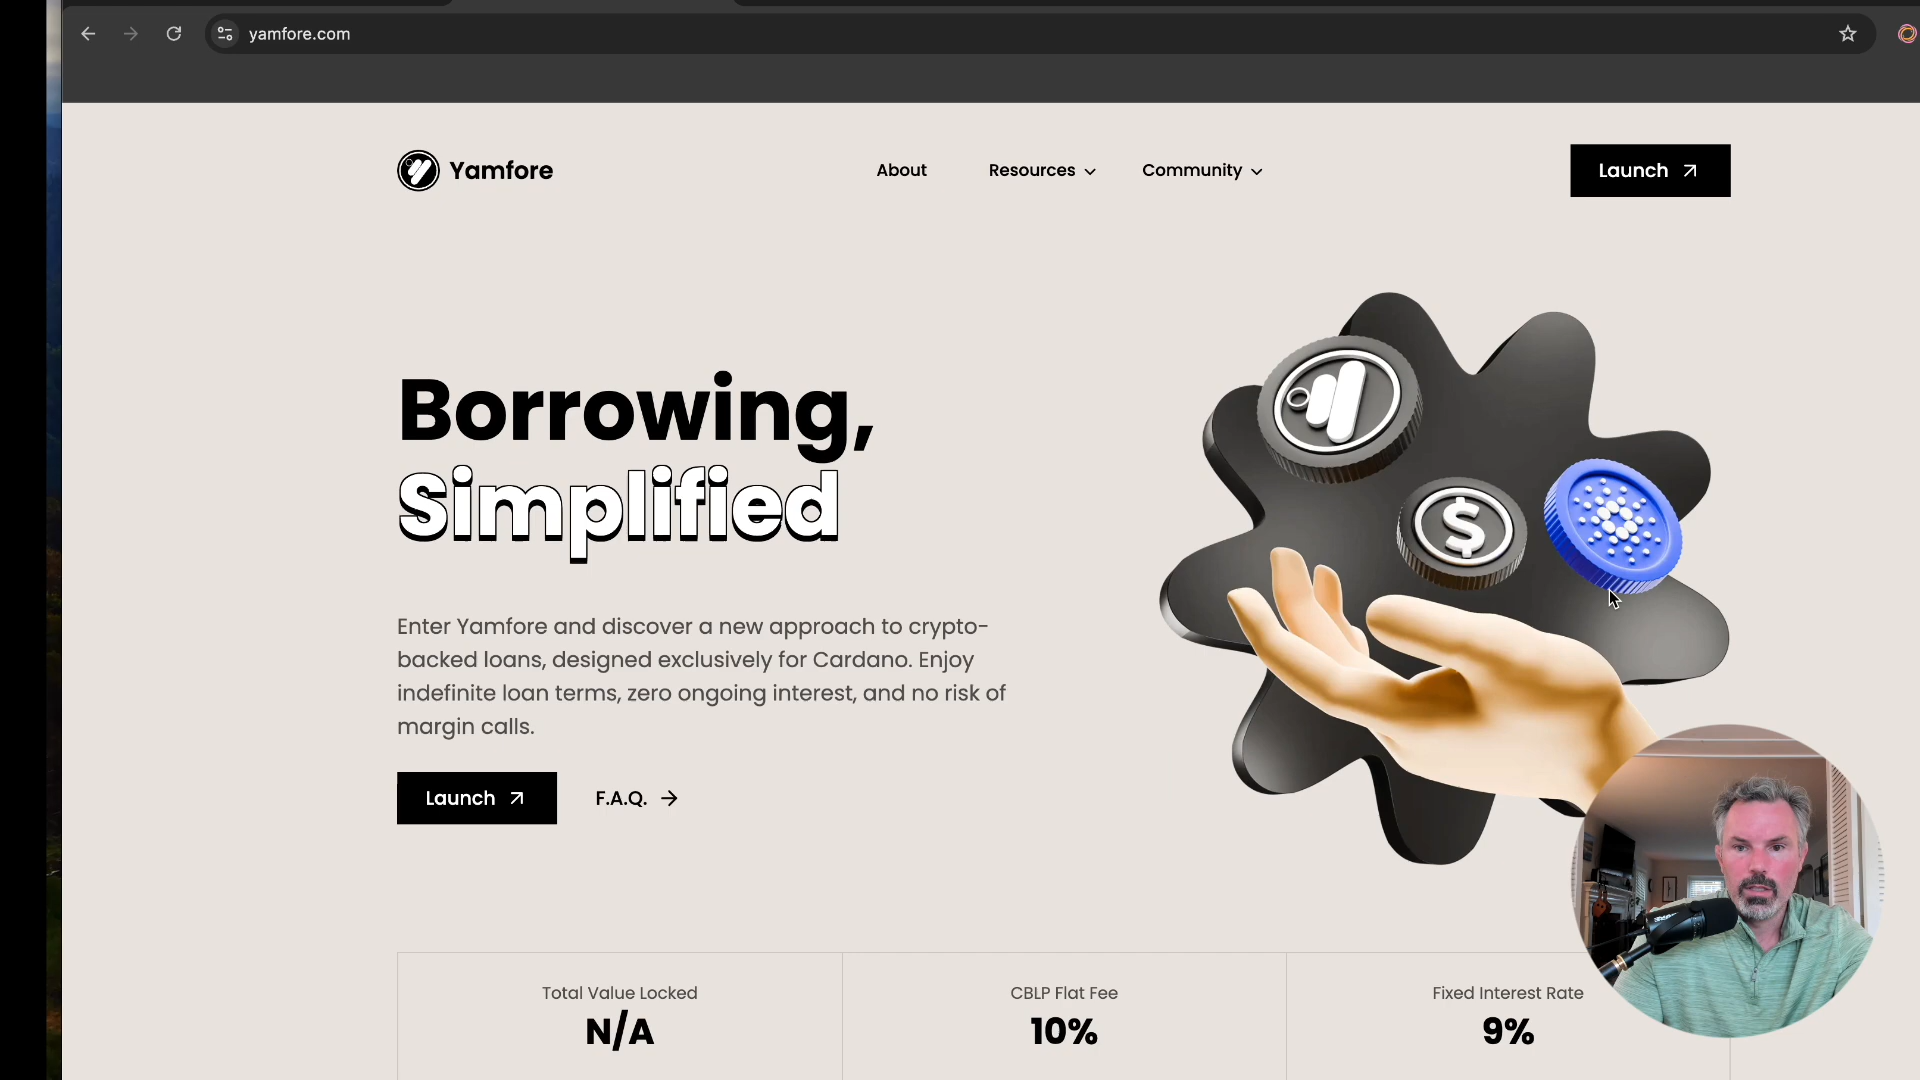 yamfore.com
Yamfore
About
Resources
Community
Launch
Borrowing,
Simplified
Enter Yamfore and discover a new approach to crypto-
backed loans, designed exclusively for Cardano. Enjoy
indefinite loan terms, zero ongoing interest, and no risk of
margin calls.
$
Launch
F.A.Q.
Total Value Locked
N/A
CBLP Flat Fee
10%
Fixed Interest Rate
9%